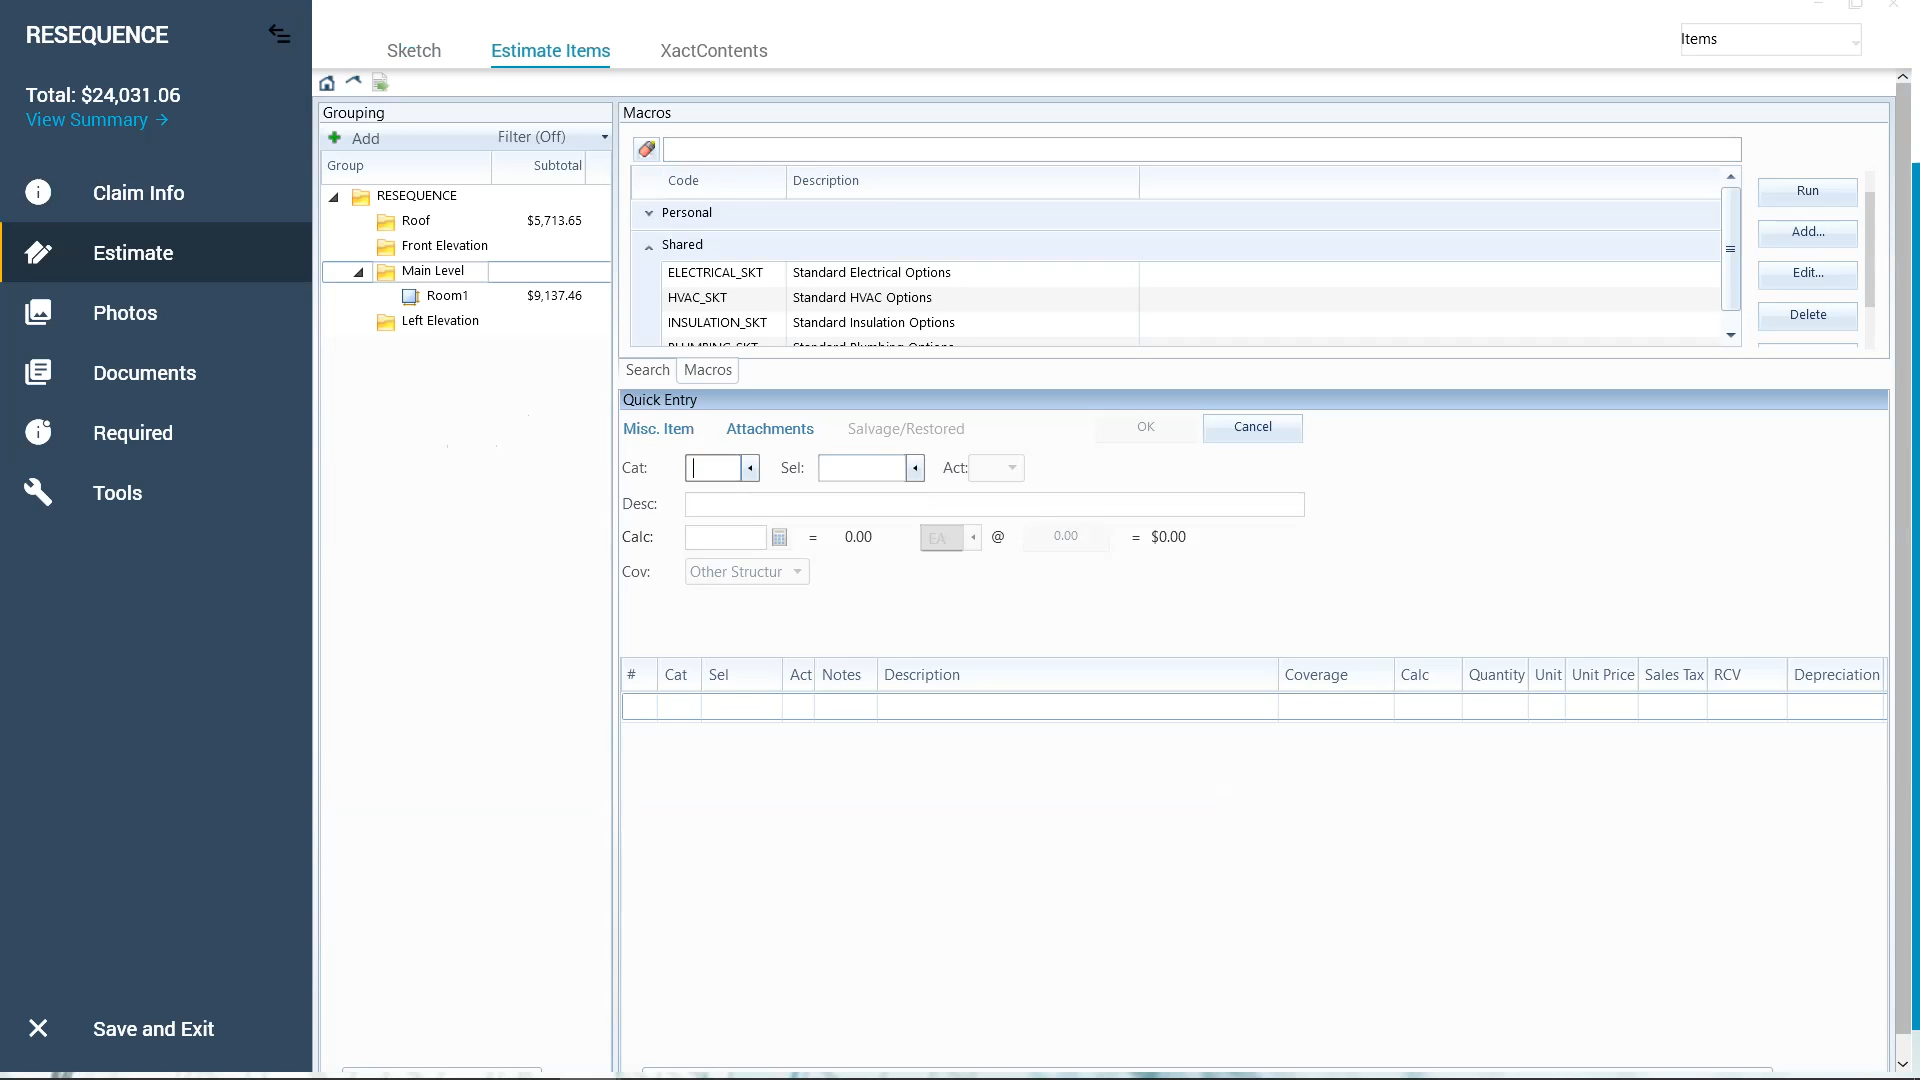 RESEQUENCE
Total: $24,031.06
View Summary →
Claim Info
Estimate
Photos
Documents
Required
Tools
Save and Exit
Sketch
Estimate Items
XactContents
Items
Grouping
Add
Filter (Off)
Group
Subtotal
RESEQUENCE
Roof
$5,713.65
Front Elevation
Main Level
Room1
$9,137.46
Left Elevation
Macros
Code
Description
Personal
Shared
ELECTRICAL_SKT
Standard Electrical Options
HVAC_SKT
Standard HVAC Options
INSULATION_SKT
Standard Insulation Options
PLUMBING_SKT
Standard Plumbing Options
Run
Add...
Edit...
Delete
Search
Macros
Quick Entry
Misc. Item
Attachments
Salvage/Restored
OK
Cancel
Cat:
Sel:
Act:
Desc:
Calc:
=
0.00
EA
@
0.00
= $0.00
Cov:
Other Structur
#
Cat
Sel
Act
Notes
Description
Coverage
Calc
Quantity
Unit
Unit Price
Sales Tax
RCV
Depreciation